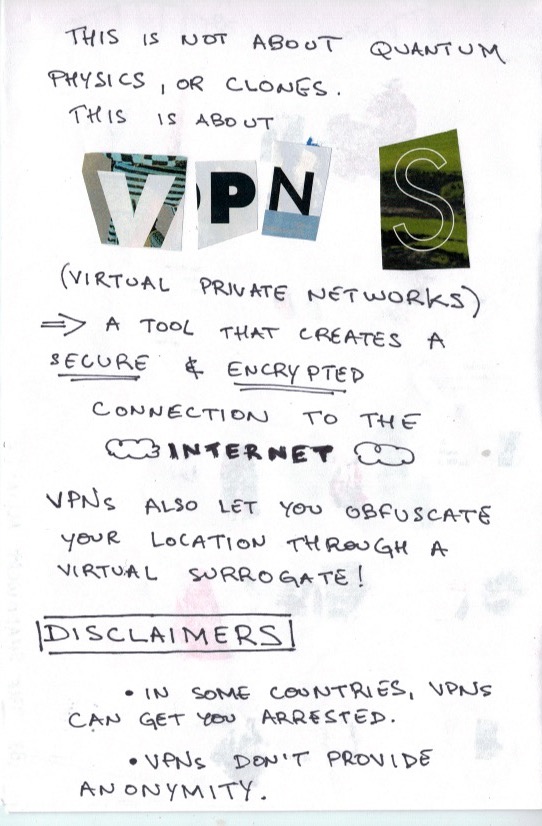 THIS IS NOT ABOUT QUANTUM
PHYSICS, OR CLONES.
THIS IS ABOUT
VPN S
(VIRTUAL PRIVATE NETWORKS)
⇒ A TOOL THAT CREATES A
SECURE & ENCRYPTED
CONNECTION TO THE
INTERNET
VPNs ALSO LET YOU OBFUSCATE
YOUR LOCATION THROUGH A
VIRTUAL SURROGATE!
DISCLAIMERS
• IN SOME COUNTRIES, VPNs
CAN GET YOU ARRESTED.
• VPNs DON'T PROVIDE
ANONYMITY.